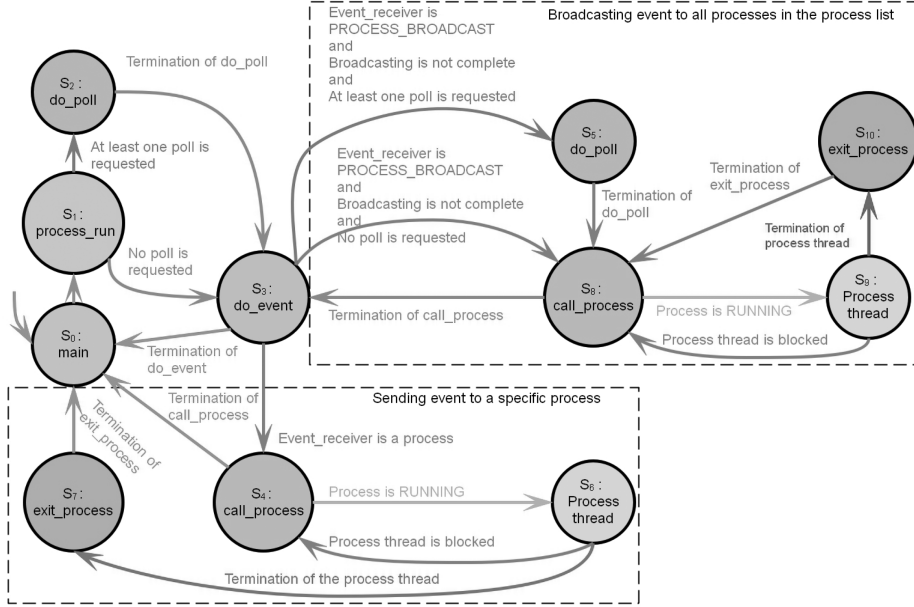 Event_receiver is
PROCESS_BROADCAST
and
Broadcasting is not complete
and
At least one poll is requested
Broadcasting event to all processes in the process list
Termination of do_poll
S2 :
do_poll
S5 :
do_poll
S10 :
exit_process
At least one poll is
requested
Event_receiver is
PROCESS_BROADCAST
and
Broadcasting is not complete
and
No poll is requested
Termination of
exit_process
Termination of
do_poll
S1 :
process_run
Termination of
process thread
No poll is
requested
S3 :
do_event
S8 :
call_process
S9 :
Process
thread
Termination of call_process
Process is RUNNING
S0 :
main
Termination of
do_event
Process thread is blocked
Sending event to a specific process
Termination of
call_process
Termination of
exit_process
Event_receiver is a process
S7 :
exit_process
S4 :
call_process
Process is RUNNING
S6 :
Process
thread
Process thread is blocked
Termination of the process thread